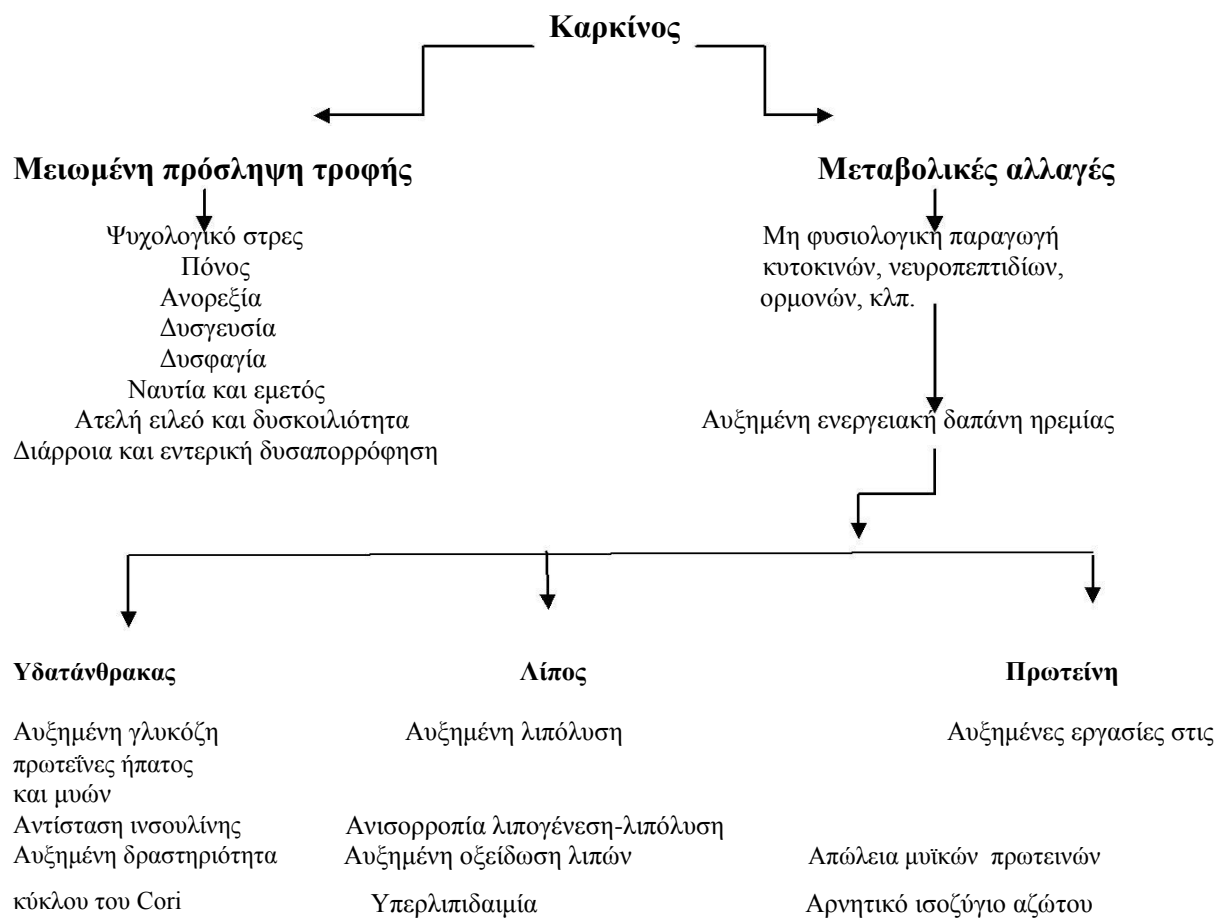 Καρκίνος
Μειωμένη πρόσληψη τροφής
Ψυχολογικό στρες
Πόνος
Ανορεξία
Δυσγευσία
Δυσφαγία
Ναυτία και εμετός
Ατελή ειλεό και δυσκοιλιότητα
Διάρροια και εντερική δυσαπορρόφηση
Μεταβολικές αλλαγές
Μη φυσιολογική παραγωγή
κυτοκινών, νευροπεπτιδίων,
ορμονών, κλπ.
Αυξημένη ενεργειακή δαπάνη ηρεμίας
Υδατάνθρακας
Λίπος
Πρωτείνη
Αυξημένη γλυκόζη
Αυξημένη λιπόλυση
Αυξημένες εργασίες στις
πρωτεΐνες ήπατος
και μυών
Αντίσταση ινσουλίνης
Ανισορροπία λιπογένεση-λιπόλυση
Αυξημένη δραστηριότητα
Αυξημένη οξείδωση λιπών
Απώλεια μυϊκών πρωτεινών
κύκλου του Cori
Υπερλιπιδαιμία
Αρνητικό ισοζύγιο αζώτου